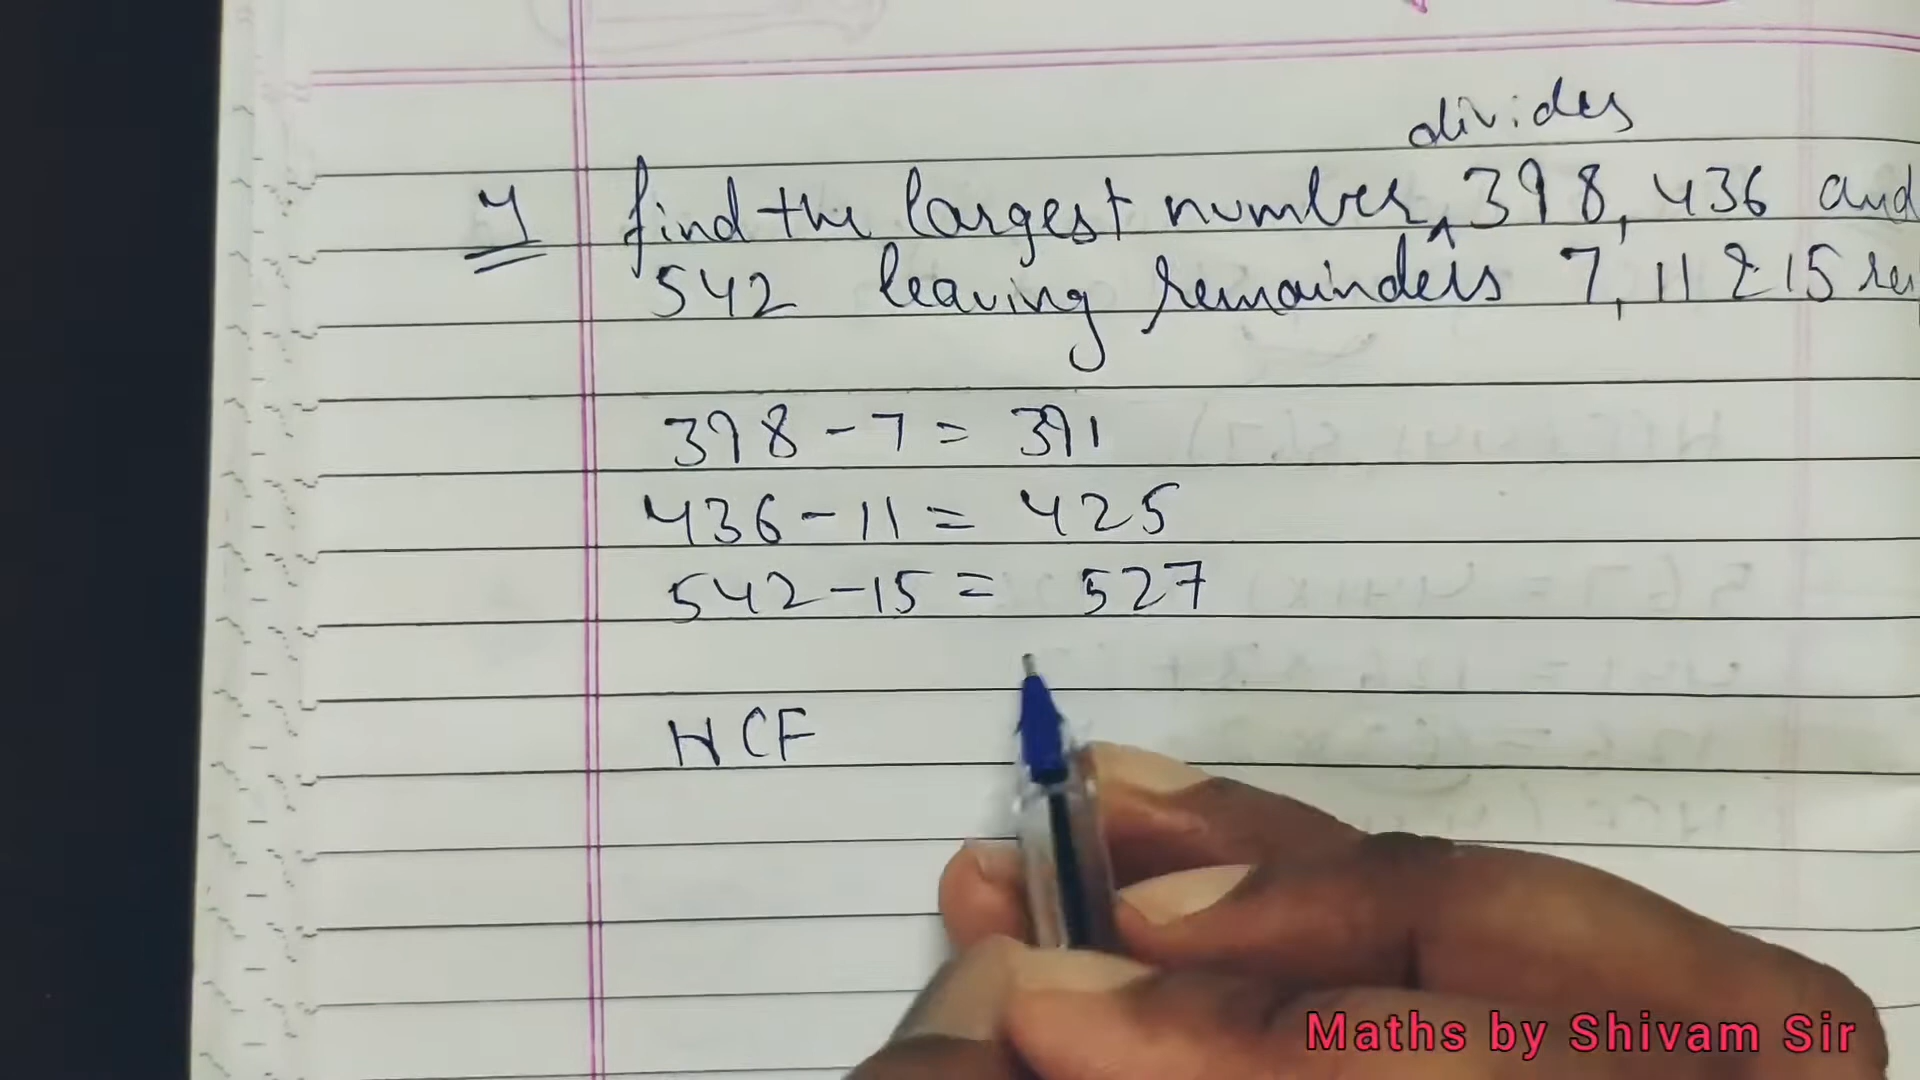 divides
find the largest number ^ 398, 436 and
542 leaving remainders 7, 11 & 15 re
398 - 7 = 391
436 - 11 = 425
542 - 15 = 527
HCF
Maths by Shivam Sir